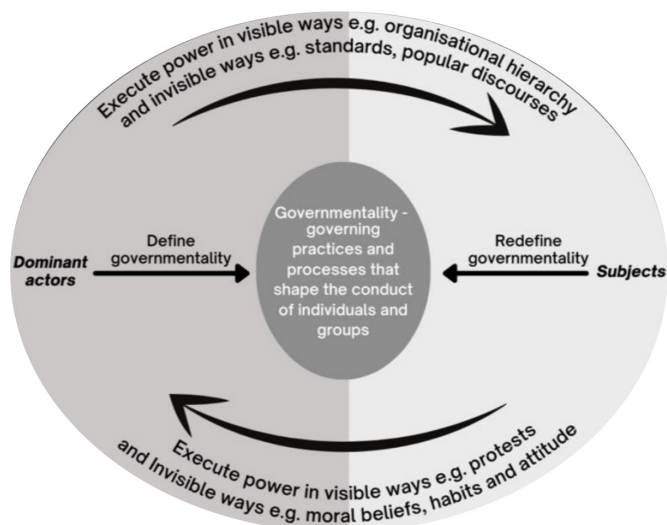 Execute power in visible ways e.g. organisational hierarchy
and invisible ways e.g. standards, popular discourses
Dominant
actors
Define
governmentality
Governmentality -
governing
practices and
processes that
shape the conduct
of individuals and
groups
Redefine
governmentality
Subjects
Execute power in visible ways e.g. protests
and Invisible ways e.g. moral beliefs, habits and attitude